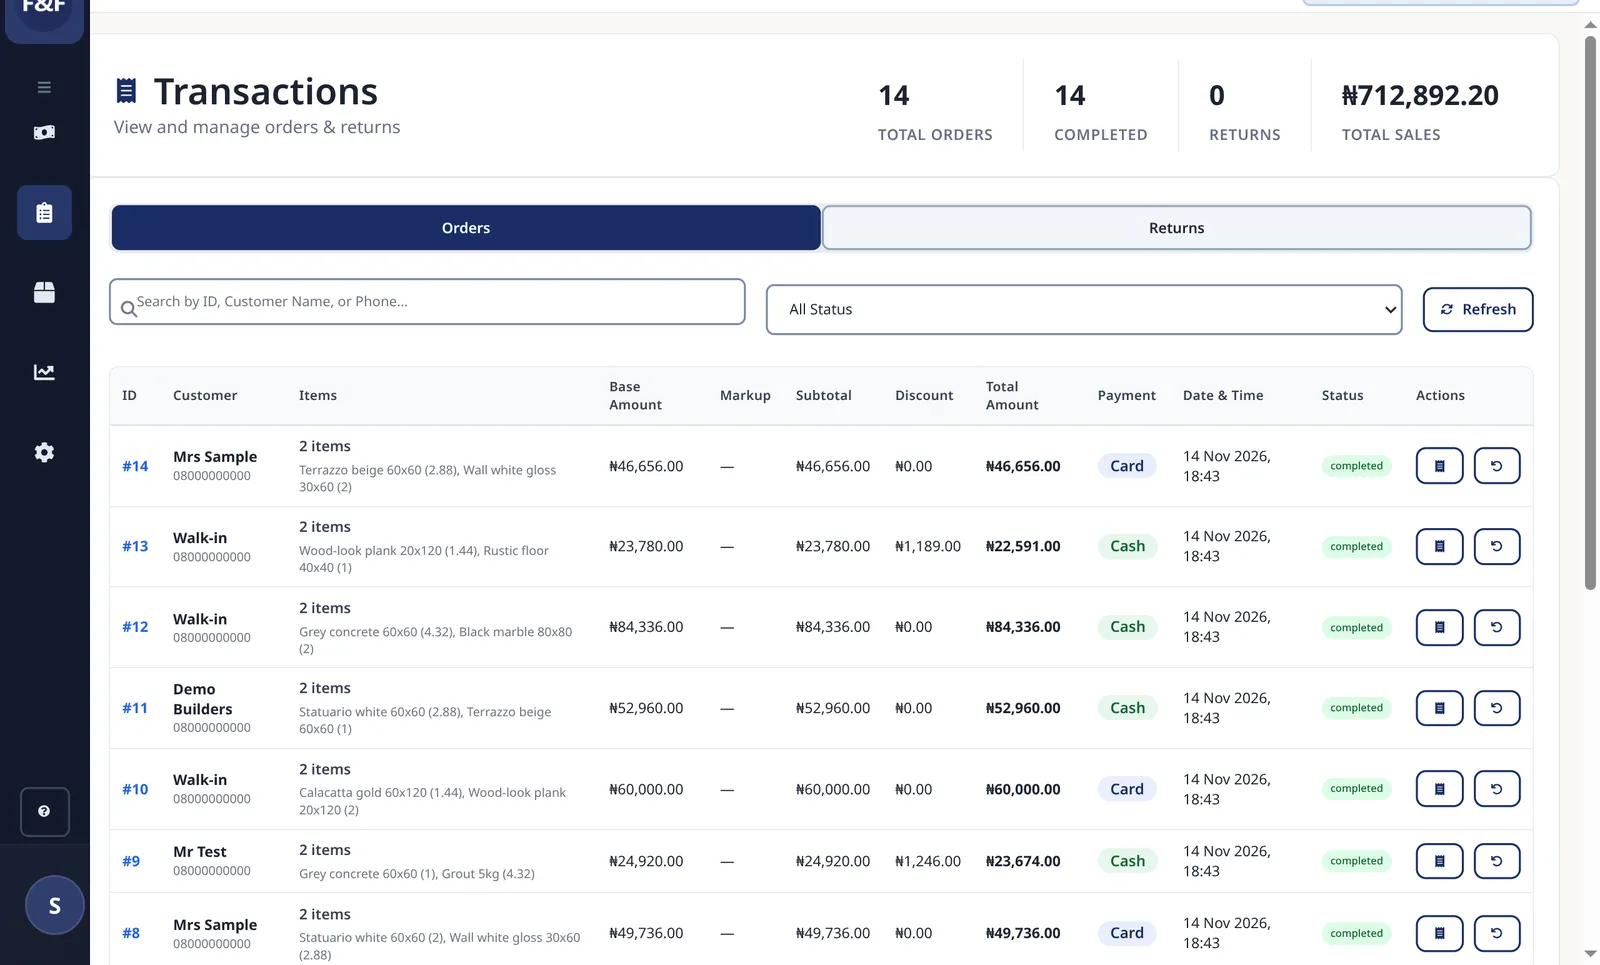 F&F
Transactions
View and manage orders & returns
14
TOTAL ORDERS
14
COMPLETED
0
RETURNS
₦712,892.20
TOTAL SALES
Orders
Returns
Search by ID, Customer Name, or Phone...
All Status
Refresh
ID Customer Items Base Amount Markup Subtotal Discount Total Amount Payment Date & Time Status Actions
#14
Mrs Sample
08000000000
2 items
Terrazzo beige 60x60 (2.88), Wall white gloss
30x60 (2)
₦46,656.00 — ₦46,656.00 ₦0.00 ₦46,656.00 Card
14 Nov 2026,
18:43
completed
#13
Walk-in
08000000000
2 items
Wood-look plank 20x120 (1.44), Rustic floor
40x40 (1)
₦23,780.00 — ₦23,780.00 ₦1,189.00 ₦22,591.00 Cash
14 Nov 2026,
18:43
completed
#12
Walk-in
08000000000
2 items
Grey concrete 60x60 (4.32), Black marble 80x80
(2)
₦84,336.00 — ₦84,336.00 ₦0.00 ₦84,336.00 Cash
14 Nov 2026,
18:43
completed
#11
Demo
Builders
08000000000
2 items
Statuario white 60x60 (2.88), Terrazzo beige
60x60 (1)
₦52,960.00 — ₦52,960.00 ₦0.00 ₦52,960.00 Cash
14 Nov 2026,
18:43
completed
#10
Walk-in
08000000000
2 items
Calacatta gold 60x120 (1.44), Wood-look plank
20x120 (2)
₦60,000.00 — ₦60,000.00 ₦0.00 ₦60,000.00 Card
14 Nov 2026,
18:43
completed
#9
Mr Test
08000000000
2 items
Grey concrete 60x60 (1), Grout 5kg (4.32)
₦24,920.00 — ₦24,920.00 ₦1,246.00 ₦23,674.00 Cash
14 Nov 2026,
18:43
completed
#8
Mrs Sample
08000000000
2 items
Statuario white 60x60 (2), Wall white gloss 30x60
(2.88)
₦49,736.00 — ₦49,736.00 ₦0.00 ₦49,736.00 Card
14 Nov 2026,
18:43
completed
?
S